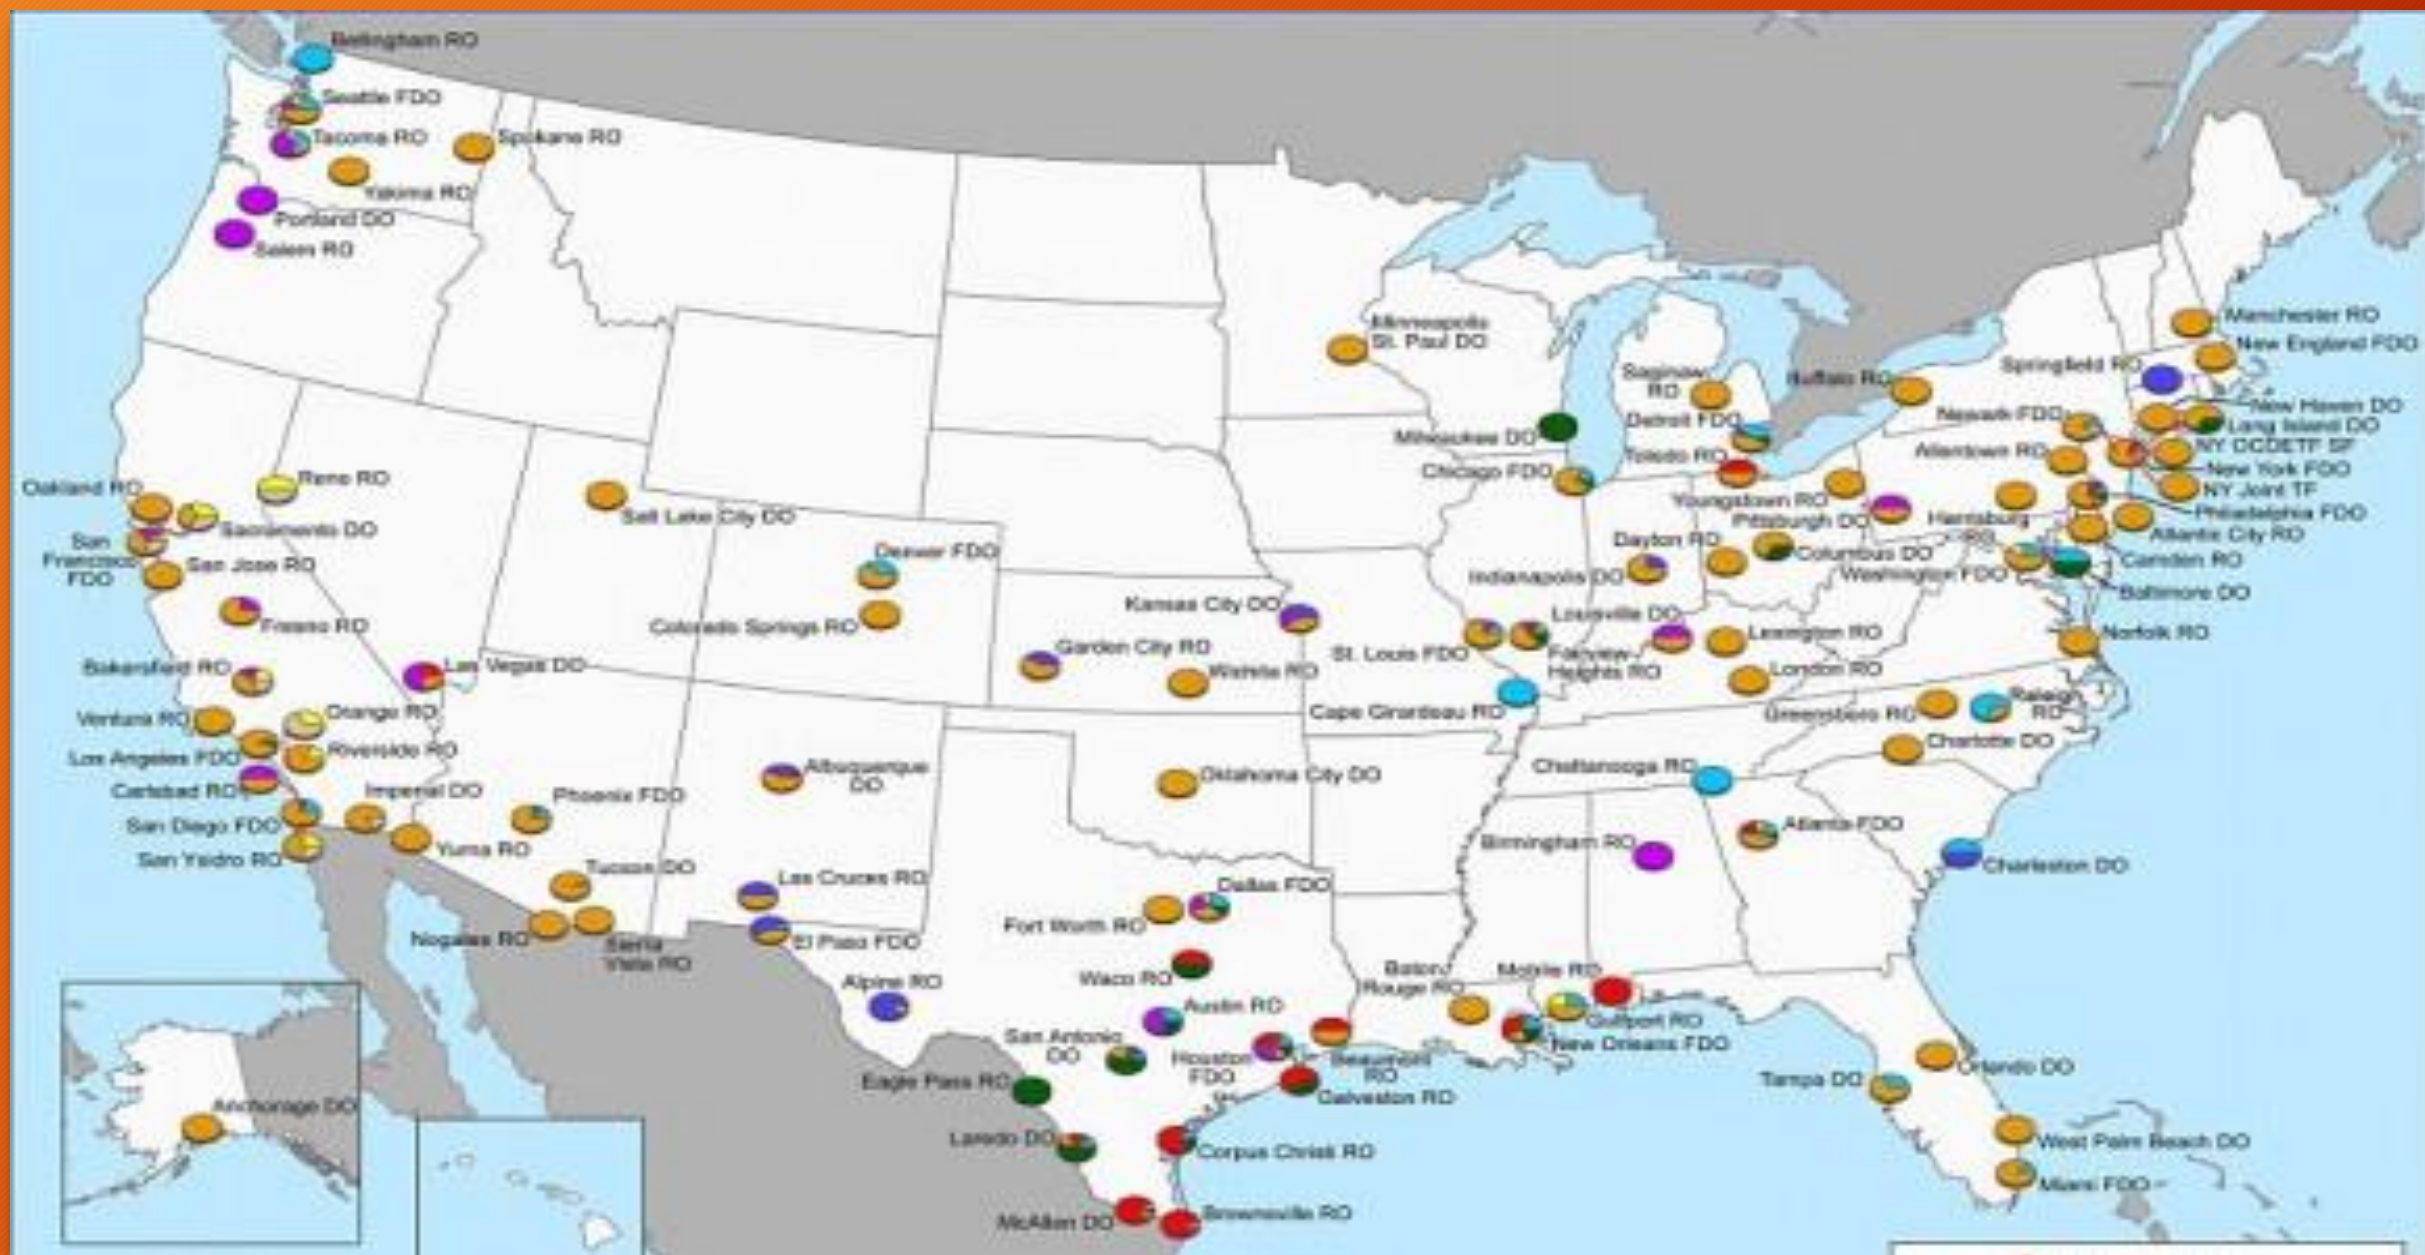 Bellingham RO
Seattle FDO
Tacoma RO
Spokane RO
Yakima RO
Portland DO
Salem RO
Minneapolis
St. Paul DO
Manchester RO
New England FDO
Springfield RO
Saginaw
RO
Buffalo RO
New Haven DO
Newark FDO
Long Island DO
Detroit FDO
Milwaukee DO
NY OCDETF SF
Allentown RO
Toledo RO
New York FDO
Chicago FDO
Oakland RO
Reno RO
NY Joint TF
Youngstown RO
Philadelphia FDO
Salt Lake City DO
Pittsburgh DO
Harrisburg
RO
Sacramento DO
Atlantic City RO
San
Francisco
FDO
Dayton RO
Columbus DO
Denver FDO
Camden RO
San Jose RO
Indianapolis DO
Washington FDO
Baltimore DO
Kansas City DO
Louisville DO
Fresno RO
Colorado Springs RO
Lexington RO
Norfolk RO
Garden City RO
St. Louis FDO
Fairview
Heights RO
Bakersfield RO
Las Vegas DO
Wichita RO
London RO
Raleigh
RO
Orange RO
Cape Girardeau RO
Greensboro RO
Ventura RO
Riverside RO
Charlotte DO
Los Angeles FDO
Albuquerque
DO
Chattanooga RO
Oklahoma City DO
Carlsbad RO
Imperial DO
Phoenix FDO
San Diego FDO
Atlanta FDO
Birmingham RO
Yuma RO
San Ysidro RO
Tucson DO
Charleston DO
Las Cruces RO
Dallas FDO
Fort Worth RO
Nogales RO
Sierra
Vista RO
El Paso FDO
Waco RO
Baton
Rouge RO
Mobile RO
Alpine RO
Austin RO
Gulfport RO
San Antonio
DO
Houston
FDO
Beaumont
RO
New Orleans FDO
Orlando DO
Eagle Pass RO
Tampa DO
Galveston RO
Anchorage DO
Laredo DO
Corpus Christi RO
West Palm Beach DO
Miami FDO
McAllen DO
Brownsville RO